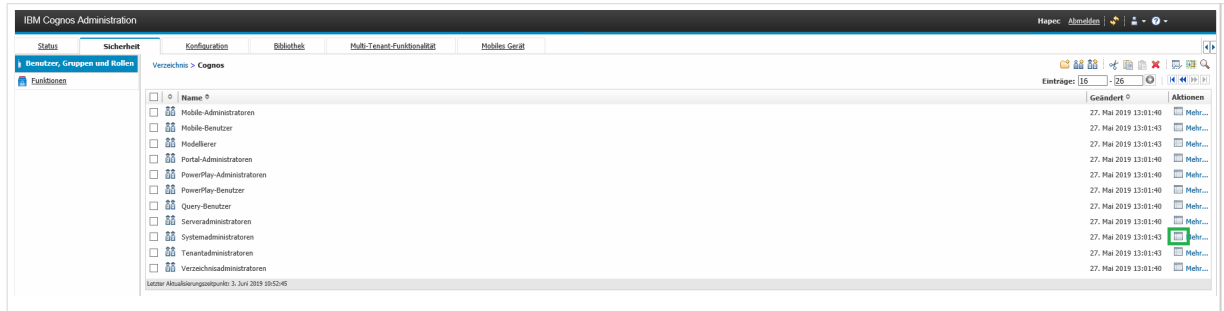 IBM Cognos Administration Hapec Abmelden
Status Sicherheit Konfiguration Bibliothek Multi-Tenant-Funktionalität Mobiles Gerät
Benutzer, Gruppen und Rollen Verzeichnis > Cognos
Funktionen
Einträge: 16 - 26
Name Geändert Aktionen
Mobile-Administratoren 27. Mai 2019 13:01:40 Mehr...
Mobile-Benutzer 27. Mai 2019 13:01:43 Mehr...
Modellierer 27. Mai 2019 13:01:43 Mehr...
Portal-Administratoren 27. Mai 2019 13:01:40 Mehr...
PowerPlay-Administratoren 27. Mai 2019 13:01:40 Mehr...
PowerPlay-Benutzer 27. Mai 2019 13:01:40 Mehr...
Query-Benutzer 27. Mai 2019 13:01:40 Mehr...
Serveradministratoren 27. Mai 2019 13:01:40 Mehr...
Systemadministratoren 27. Mai 2019 13:01:43 Mehr...
Tenantadministratoren 27. Mai 2019 13:01:43 Mehr...
Verzeichnisadministratoren 27. Mai 2019 13:01:40 Mehr...
Letzter Aktualisierungszeitpunkt: 3. Juni 2019 10:52:45